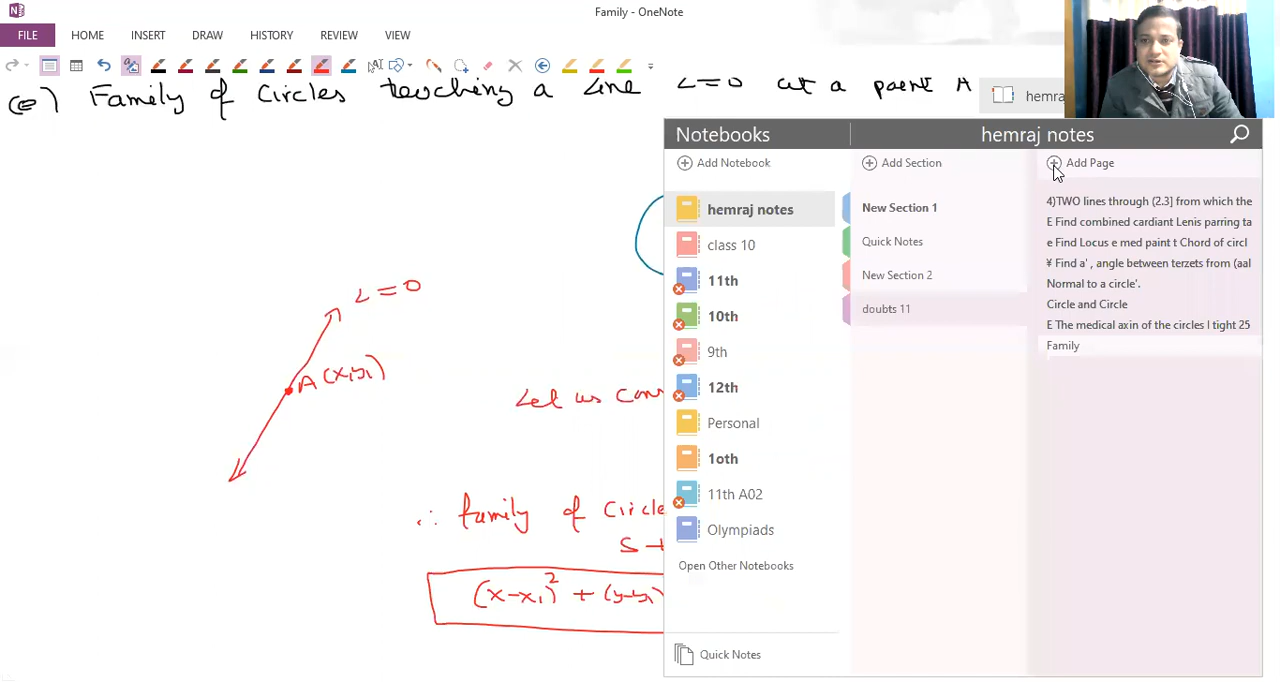 Family - OneNote
FILE HOME INSERT DRAW HISTORY REVIEW VIEW
(e) Family of Circles touching a Line L=0 at a point A
hemra
Notebooks
hemraj notes
Add Notebook
Add Section
Add Page
hemraj notes
class 10
11th
10th
9th
12th
Personal
1oth
11th A02
Olympiads
Open Other Notebooks
Quick Notes
New Section 1
Quick Notes
New Section 2
doubts 11
4)TWO lines through (2.3] from which the
E Find combined cardiant Lenis parring ta
e Find Locus e med paint t Chord of circl
¥ Find a' , angle between terzets from (aal
Normal to a circle'.
Circle and Circle
E The medical axin of the circles I tight 25
Family
L=0
A(x1y1)
Let us Cons
∴ family of Circle
S+
(x-x1)² + (y-y1)